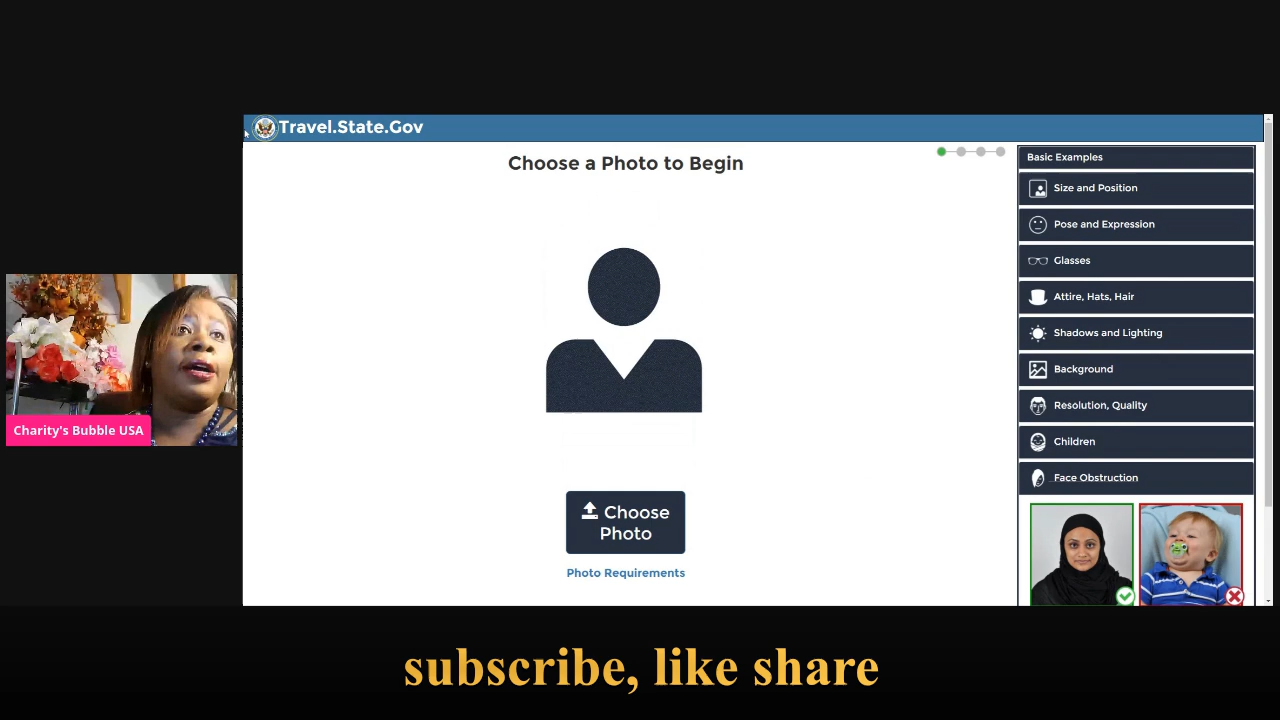 Travel.State.Gov
Choose a Photo to Begin
Basic Examples
Size and Position
Pose and Expression
Glasses
Attire, Hats, Hair
Shadows and Lighting
Background
Resolution, Quality
Children
Face Obstruction
Choose
Photo
Photo Requirements
Charity's Bubble USA
subscribe, like share